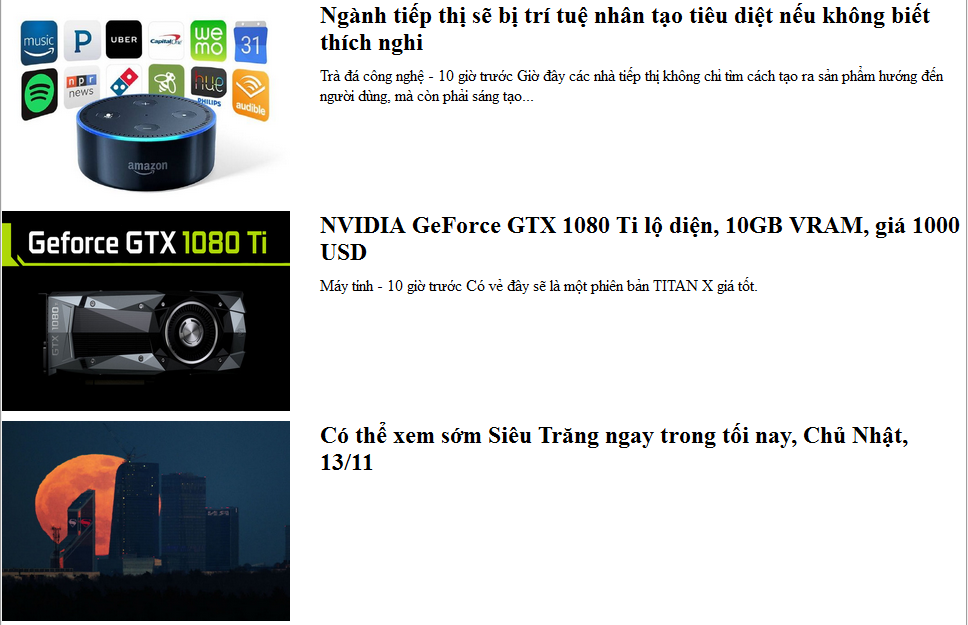 music
P
UBER
Capital One
we
mo
31
npr
news
hue
PHILIPS
audible
amazon
Ngành tiếp thị sẽ bị trí tuệ nhân tạo tiêu diệt nếu không biết
thích nghi
Trà đá công nghệ - 10 giờ trước Giờ đây các nhà tiếp thị không chỉ tìm cách tạo ra sản phẩm hướng đến
người dùng, mà còn phải sáng tạo...
Geforce GTX 1080 Ti
GTX 1080
NVIDIA GeForce GTX 1080 Ti lộ diện, 10GB VRAM, giá 1000
USD
Máy tính - 10 giờ trước Có vẻ đây sẽ là một phiên bản TITAN X giá tốt.
Có thể xem sớm Siêu Trăng ngay trong tối nay, Chủ Nhật,
13/11